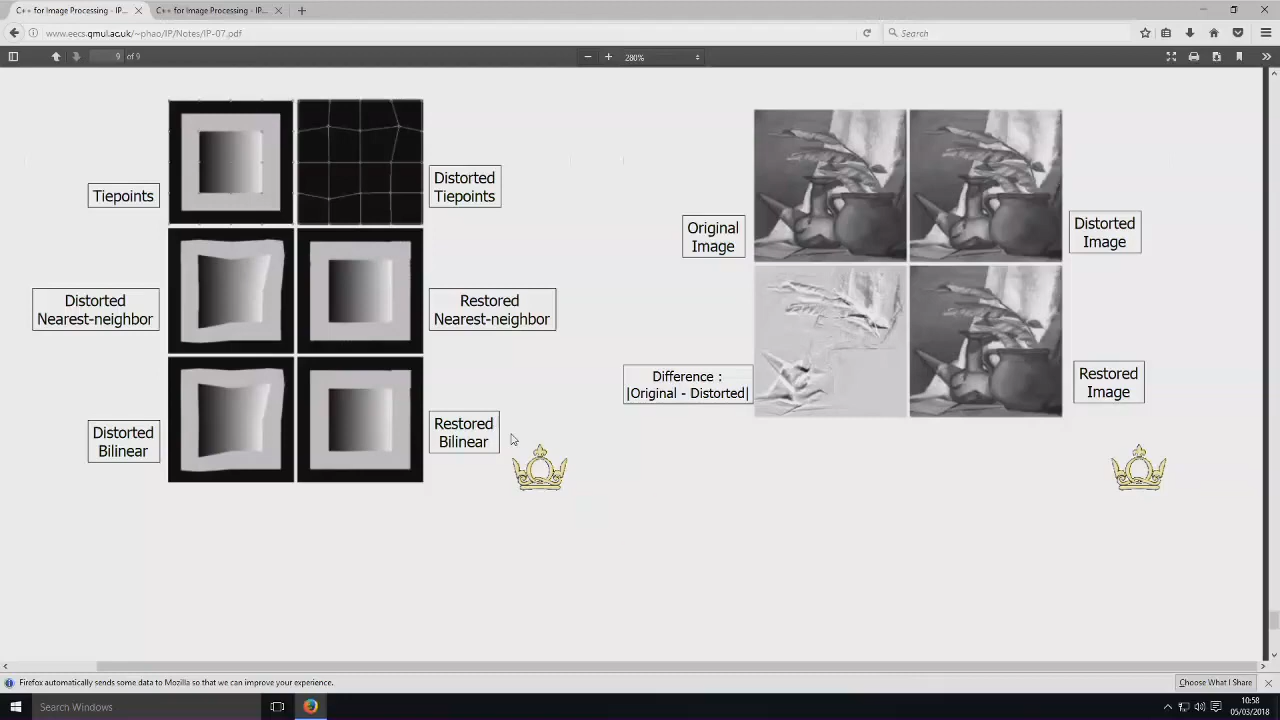 C++ for Image Processing - IP...
C++ for Image Processing - IP...
www.eecs.qmul.ac.uk/~phao/IP/Notes/IP-07.pdf
Search
9 of 9
280%
Tiepoints
Distorted
Tiepoints
Distorted
Nearest-neighbor
Restored
Nearest-neighbor
Distorted
Bilinear
Restored
Bilinear
Original
Image
Distorted
Image
Difference :
|Original - Distorted|
Restored
Image
Firefox automatically sends some data to Mozilla so that we can improve your experience.
Choose What I Share
Search Windows
10:58
05/03/2018